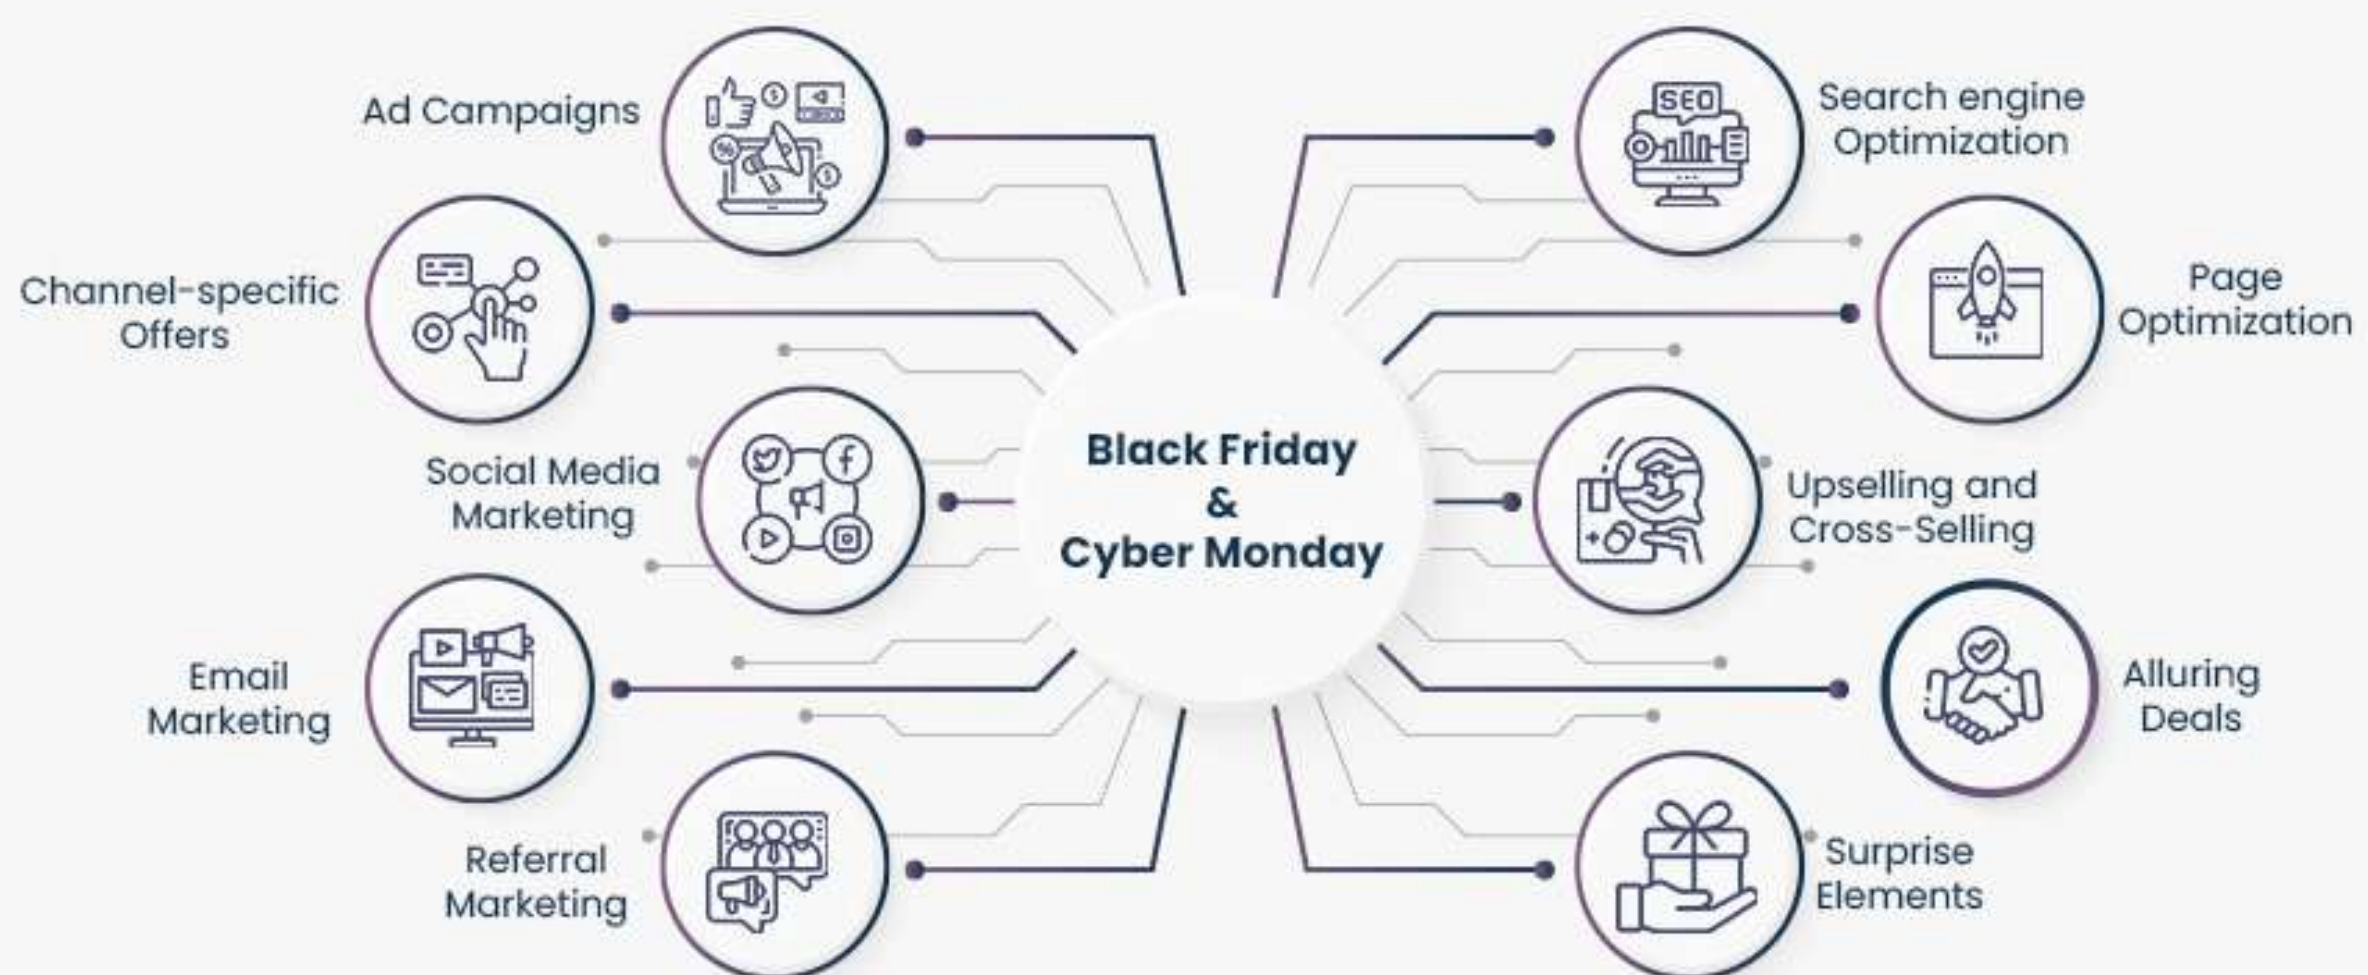 Ad Campaigns
Channel-specific
Offers
Social Media
Marketing
Email
Marketing
Referral
Marketing
Black Friday
&
Cyber Monday
SEO
Search engine
Optimization
Page
Optimization
Upselling and
Cross-Selling
Alluring
Deals
Surprise
Elements